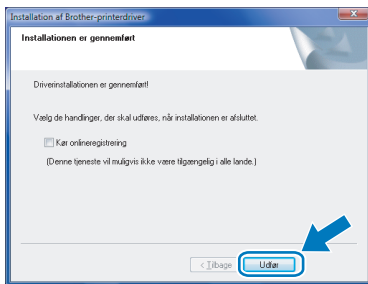 Installation af Brother-printerdriver
Installationen er gennemført
Driverinstallationen er gennemført!
Vælg de handlinger, der skal udføres, når installationen er afsluttet.
Kør onlineregistrering
(Denne tjeneste vil muligvis ikke være tilgængelig i alle lande.)
< Tilbage
Udfør